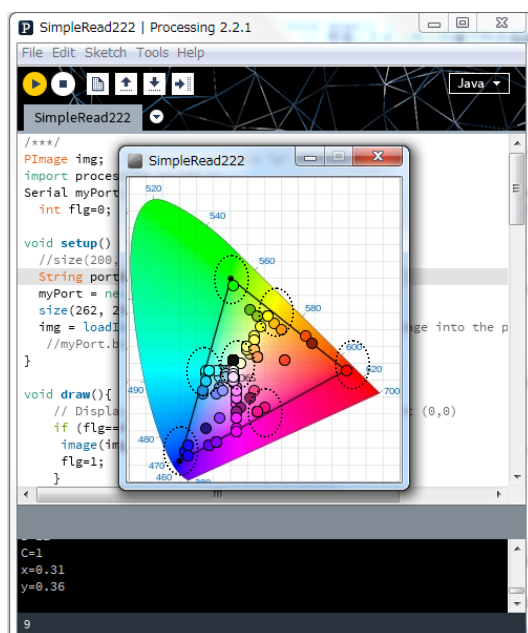 SimpleRead222 | Processing 2.2.1
File Edit Sketch Tools Help
Java
SimpleRead222
/***/
PImage img;
import proces
Serial myPort
int flg=0;
void setup()
//size(200,
String port
myPort = ne
size(262, 2
img = loadI
age into the p
//myPort.b
}
void draw(){
// Displa
(0,0)
if (flg==
image(im
flg=1;
}
SimpleRead222
520
540
560
580
600
620
700
490
480
470
460
380
D65
C=1
x=0.31
y=0.36
9